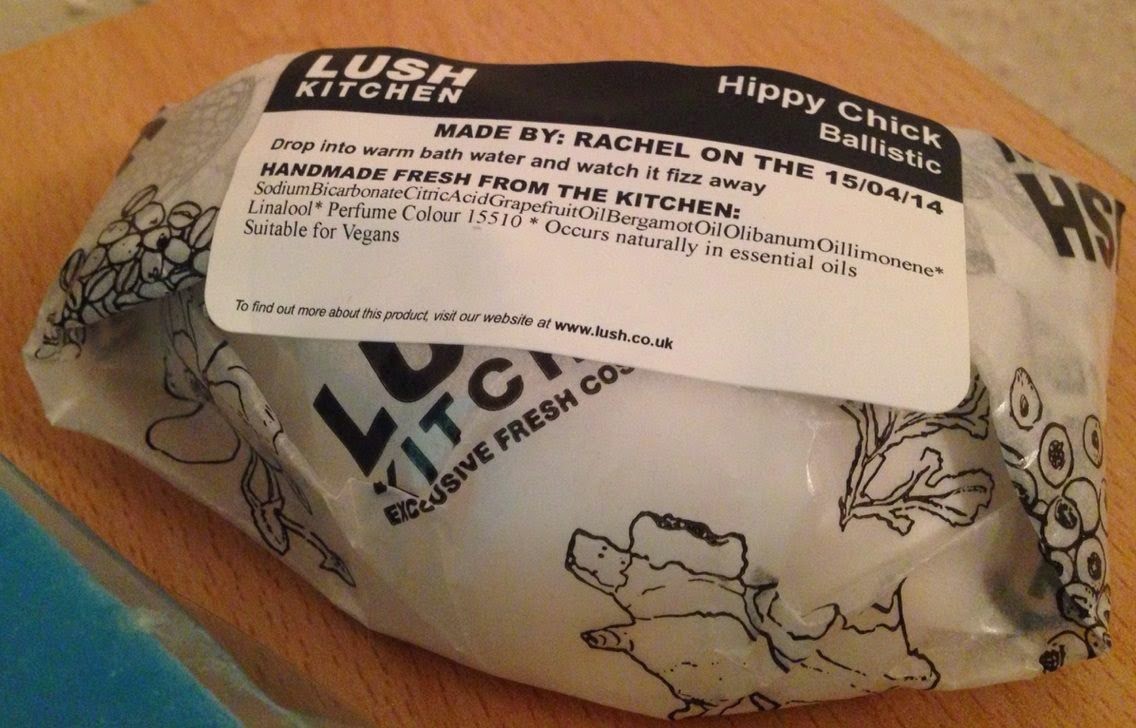 LUSH
KITCHEN
Hippy Chick
Ballistic
MADE BY: RACHEL ON THE 15/04/14
Drop into warm bath water and watch it fizz away
HANDMADE FRESH FROM THE KITCHEN:
SodiumBicarbonateCitricAcidGrapefruitOilBergamotOilOlibanumOillimonene*
Linalool* Perfume Colour 15510 * Occurs naturally in essential oils
Suitable for Vegans
To find out more about this product, visit our website at www.lush.co.uk
LU
KITCH
EXCLUSIVE FRESH COS